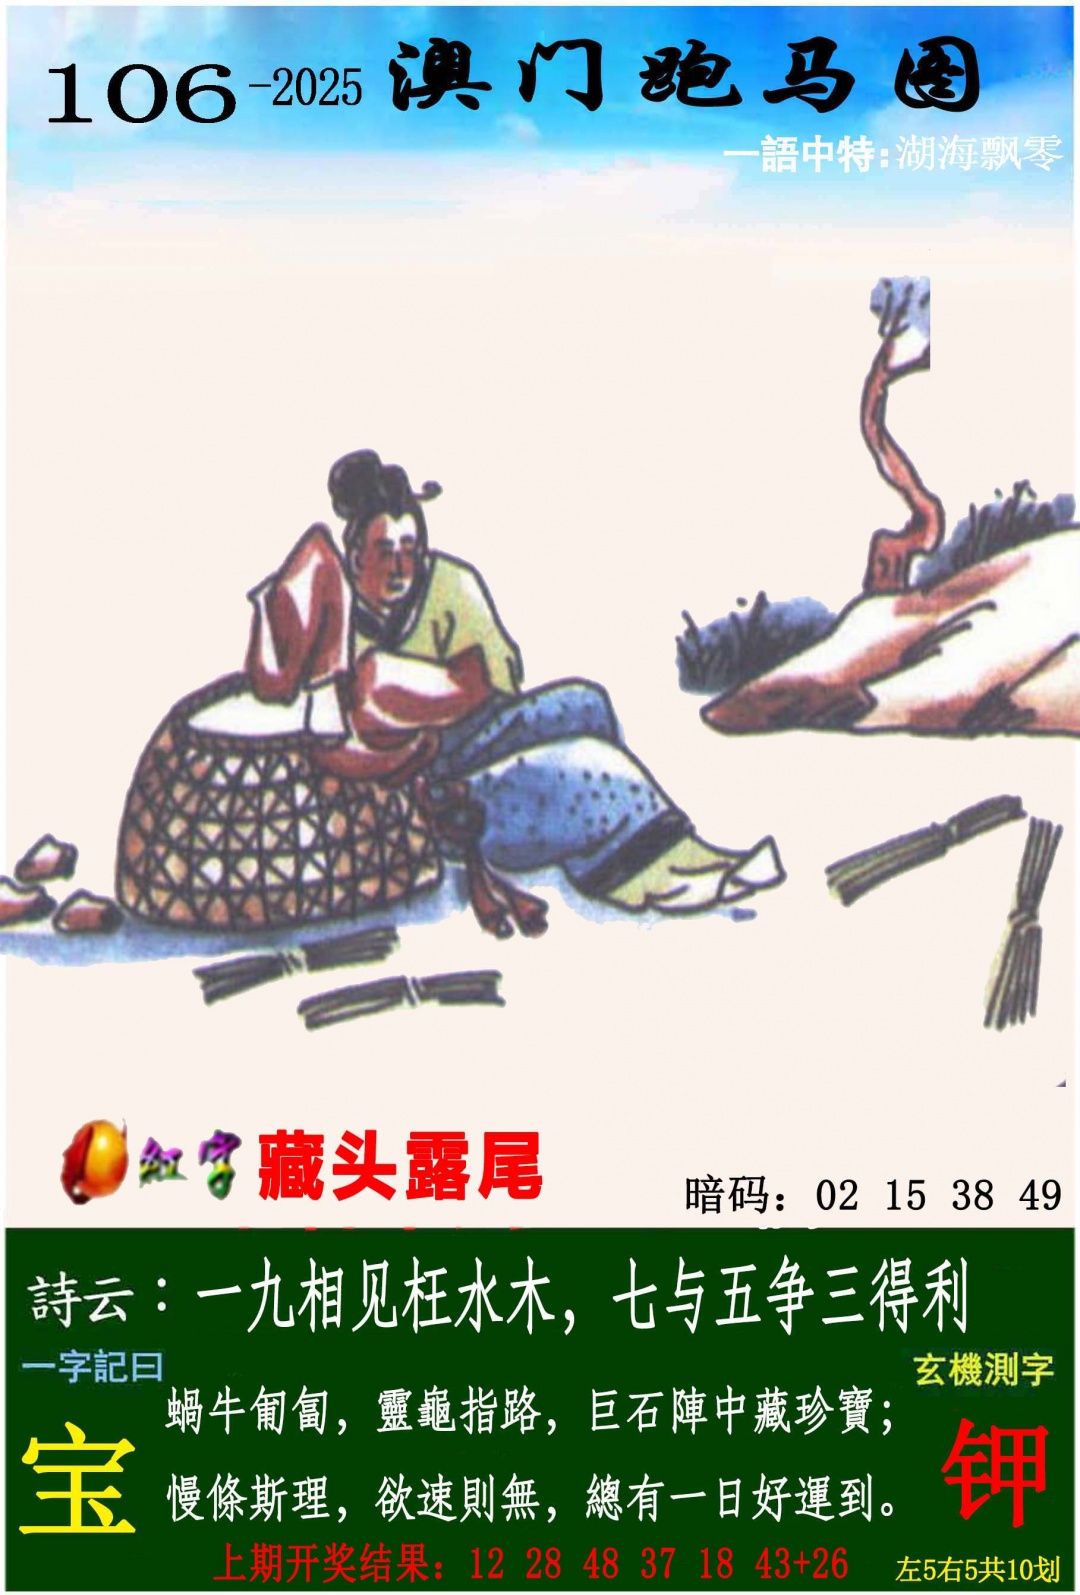 106-2025 澳门跑马图
一語中特:湖海飘零
红字 藏头露尾
暗码：02 15 38 49
詩云：一九相见枉水木，七与五争三得利
一字記曰
玄機測字
蝸牛匍匐，靈龜指路，巨石陣中藏珍寶；
宝
钾
慢條斯理，欲速則無，總有一日好運到。
上期开奖结果：12 28 48 37 18 43+26
左5右5共10划